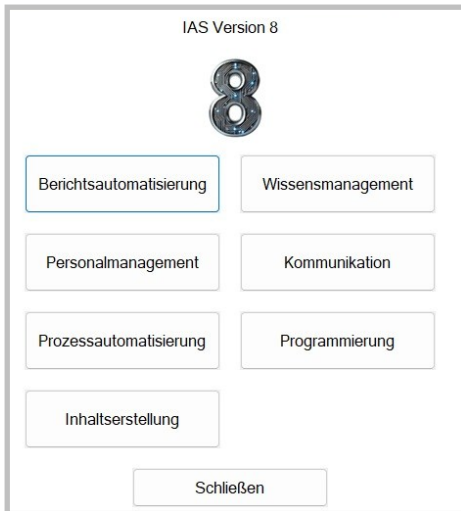 IAS Version 8
8
Berichtsautomatisierung Wissensmanagement
Personalmanagement Kommunikation
Prozessautomatisierung Programmierung
Inhaltserstellung
Schließen